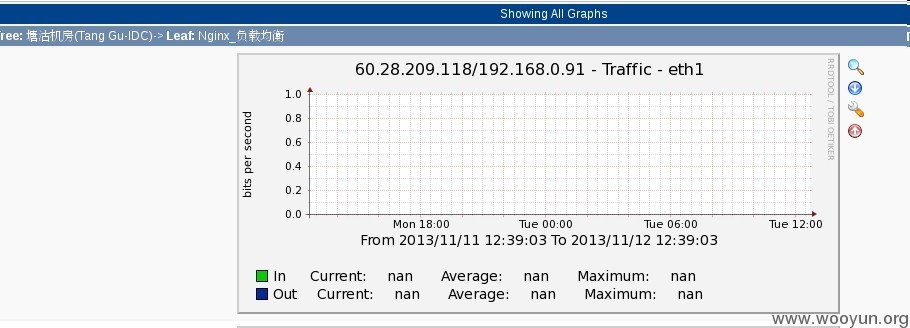 Showing All Graphs
Tree: 塘沽机房(Tang Gu-IDC)-> Leaf: Nginx_负载均衡
60.28.209.118/192.168.0.91 - Traffic - eth1
RRDTOOL / TOBI OETIKER
bits per second
1.0
0.8
0.6
0.4
0.2
0.0
Mon 18:00 Tue 00:00 Tue 06:00 Tue 12:00
From 2013/11/11 12:39:03 To 2013/11/12 12:39:03
In Current: nan Average: nan Maximum: nan
Out Current: nan Average: nan Maximum: nan
www.wooyun.org